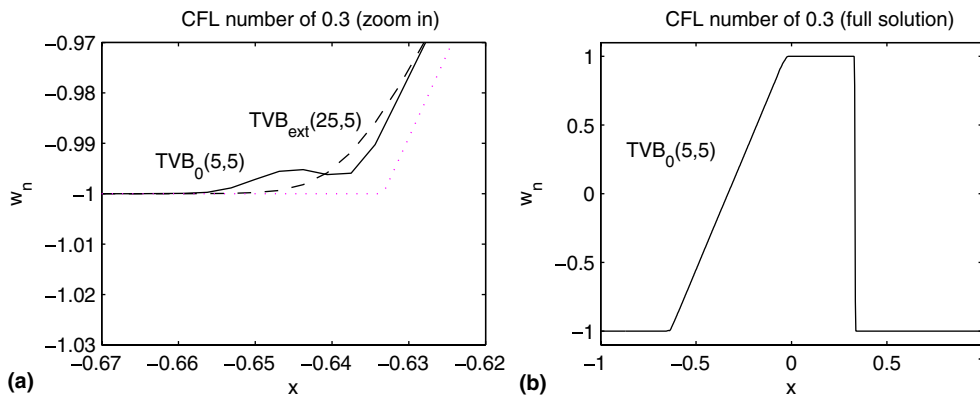 CFL number of 0.3 (zoom in)
−0.97
−0.98
−0.99
−1
−1.01
−1.02
−1.03
w_n
TVB_ext(25,5)
TVB_0(5,5)
−0.67 −0.66 −0.65 −0.64 −0.63 −0.62
x
(a)
CFL number of 0.3 (full solution)
1
0.5
0
−0.5
−1
w_n
TVB_0(5,5)
−1 −0.5 0 0.5 1
x
(b)